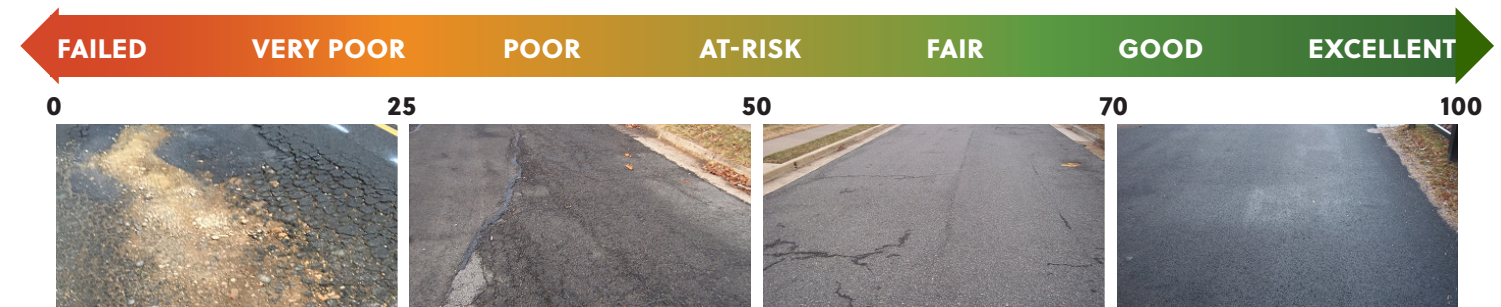 FAILED VERY POOR POOR AT-RISK FAIR GOOD EXCELLENT
0 25 50 70 100